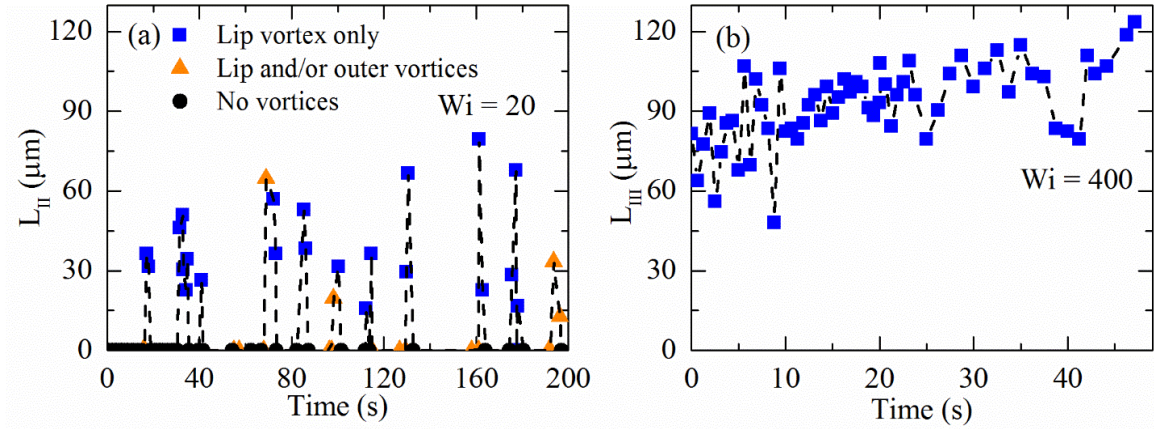 (a)
Lip vortex only
Lip and/or outer vortices
No vortices
Wi = 20
120
90
60
30
0
L_II (µm)
0 40 80 120 160 200
Time (s)
(b)
Wi = 400
120
90
60
30
0
L_III (µm)
0 10 20 30 40
Time (s)